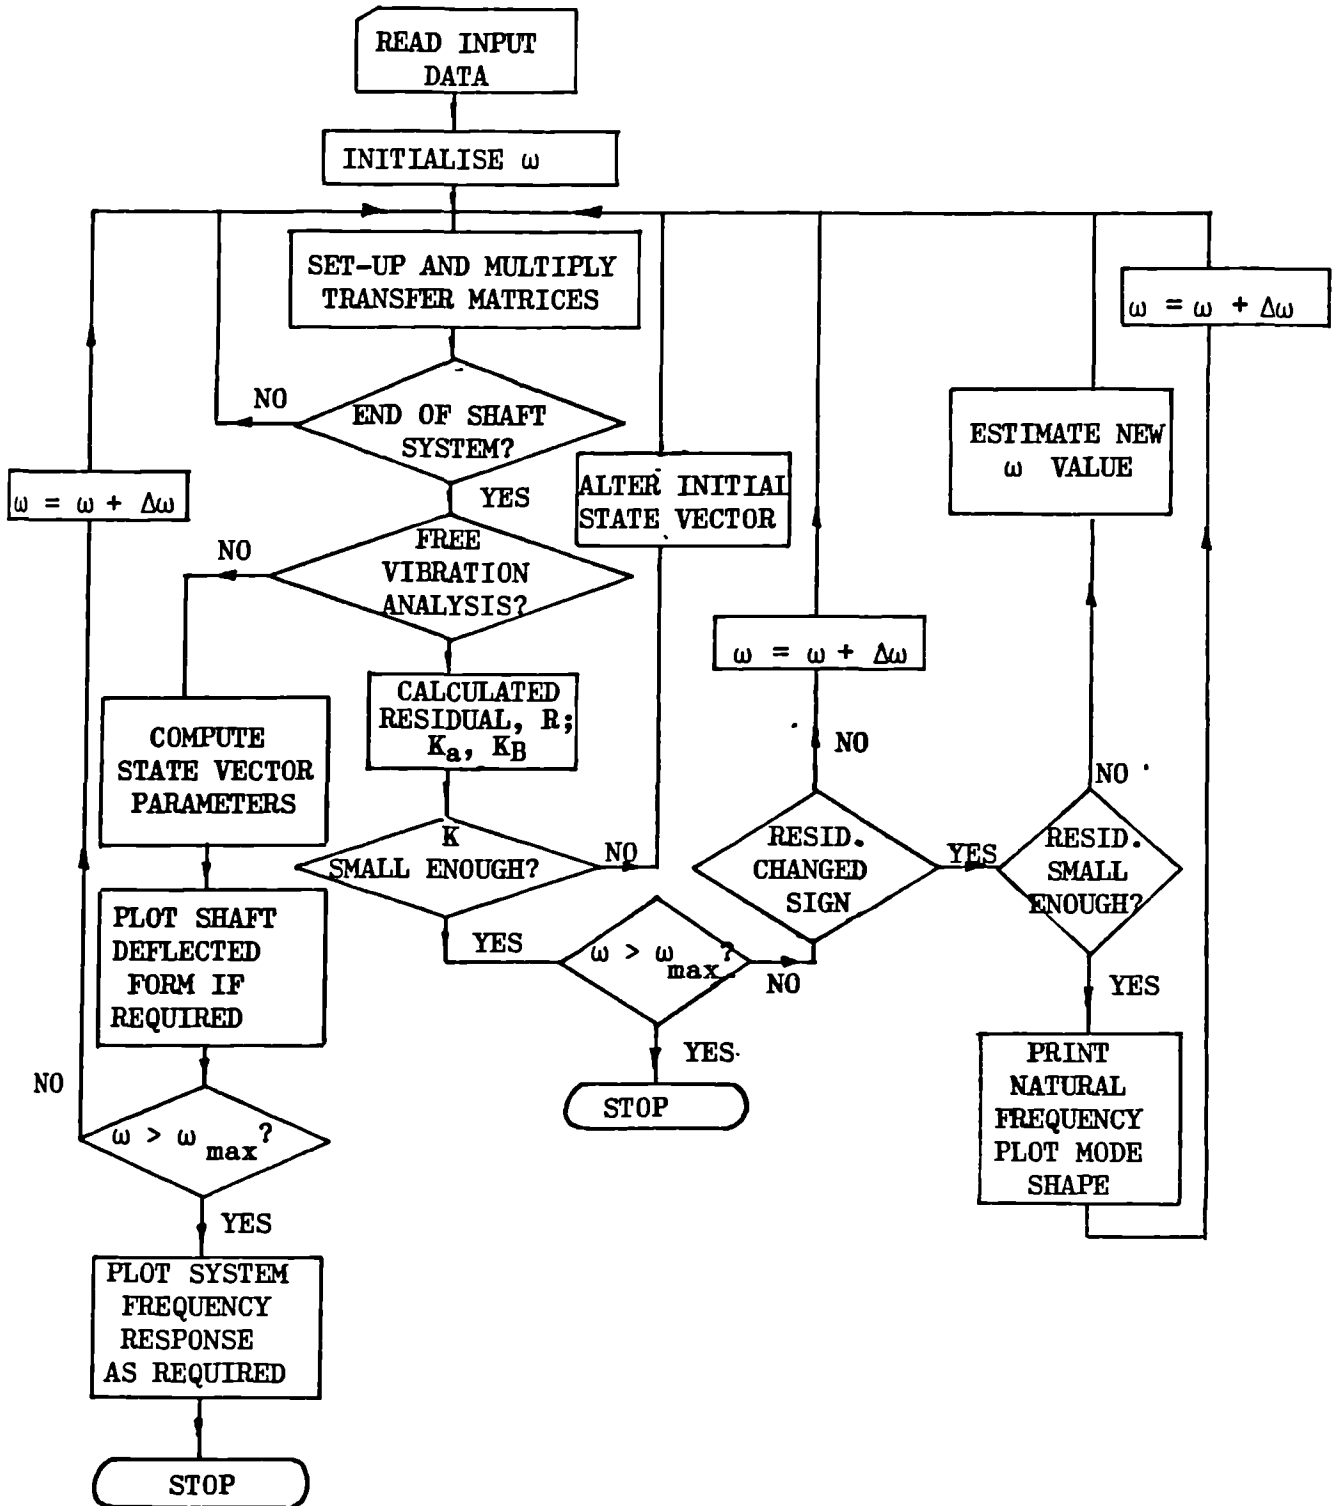 READ INPUT
DATA
INITIALISE ω
SET-UP AND MULTIPLY
TRANSFER MATRICES
NO
END OF SHAFT
SYSTEM?
YES
ω = ω + Δω
ω = ω + Δω
ESTIMATE NEW
ω VALUE
ALTER INITIAL
STATE VECTOR
NO
FREE
VIBRATION
ANALYSIS?
ω = ω + Δω
CALCULATED
RESIDUAL, R;
Ka, KB
NO
COMPUTE
STATE VECTOR
PARAMETERS
K
SMALL ENOUGH?
NO
YES
RESID.
CHANGED
SIGN
YES
NO
RESID.
SMALL
ENOUGH?
YES
PLOT SHAFT
DEFLECTED
FORM IF
REQUIRED
ω > ωmax?
NO
YES
STOP
PRINT
NATURAL
FREQUENCY
PLOT MODE
SHAPE
NO
ω > ωmax?
YES
PLOT SYSTEM
FREQUENCY
RESPONSE
AS REQUIRED
STOP